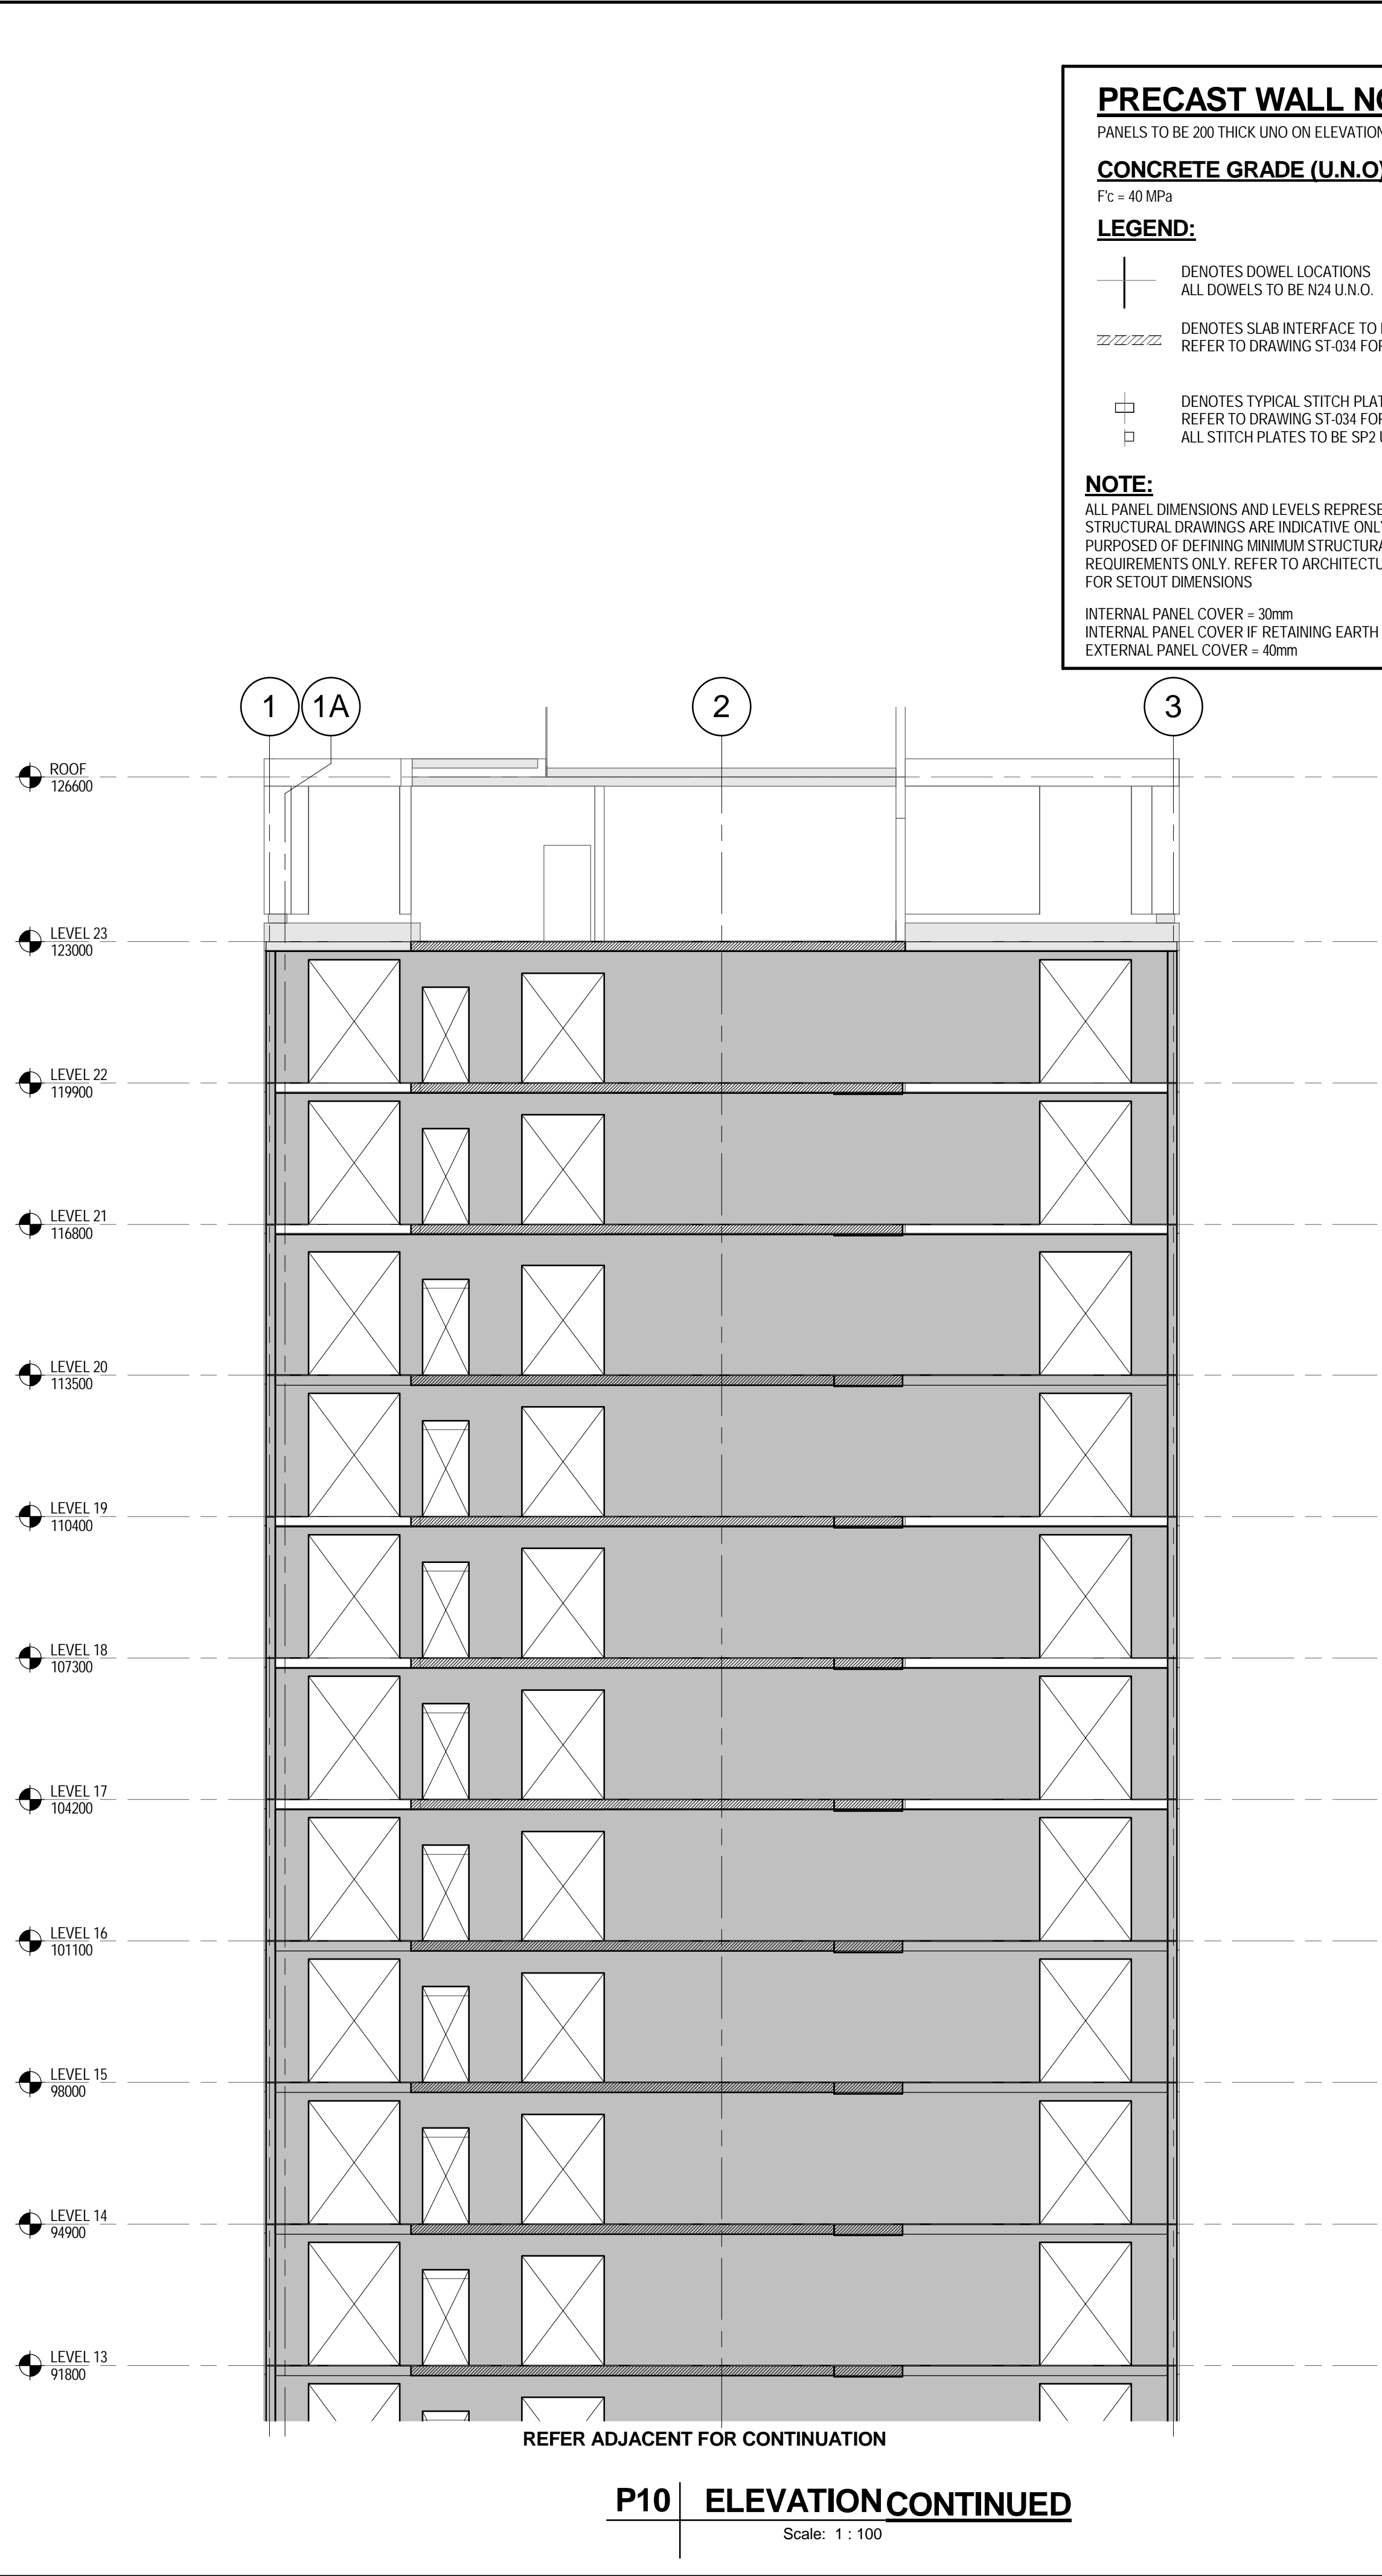 PRECAST WALL NO
PANELS TO BE 200 THICK UNO ON ELEVATION
CONCRETE GRADE (U.N.O)
F'c = 40 MPa
LEGEND:
DENOTES DOWEL LOCATIONS
ALL DOWELS TO BE N24 U.N.O.
DENOTES SLAB INTERFACE TO
REFER TO DRAWING ST-034 FOR
DENOTES TYPICAL STITCH PLAT
REFER TO DRAWING ST-034 FOR
ALL STITCH PLATES TO BE SP2
NOTE:
ALL PANEL DIMENSIONS AND LEVELS REPRESE
STRUCTURAL DRAWINGS ARE INDICATIVE ONLY
PURPOSED OF DEFINING MINIMUM STRUCTURA
REQUIREMENTS ONLY. REFER TO ARCHITECTU
FOR SETOUT DIMENSIONS
INTERNAL PANEL COVER = 30mm
INTERNAL PANEL COVER IF RETAINING EARTH
EXTERNAL PANEL COVER = 40mm
1 1A 2 3
ROOF
126600
LEVEL 23
123000
LEVEL 22
119900
LEVEL 21
116800
LEVEL 20
113500
LEVEL 19
110400
LEVEL 18
107300
LEVEL 17
104200
LEVEL 16
101100
LEVEL 15
98000
LEVEL 14
94900
LEVEL 13
91800
REFER ADJACENT FOR CONTINUATION
P10 ELEVATION CONTINUED
Scale: 1 : 100